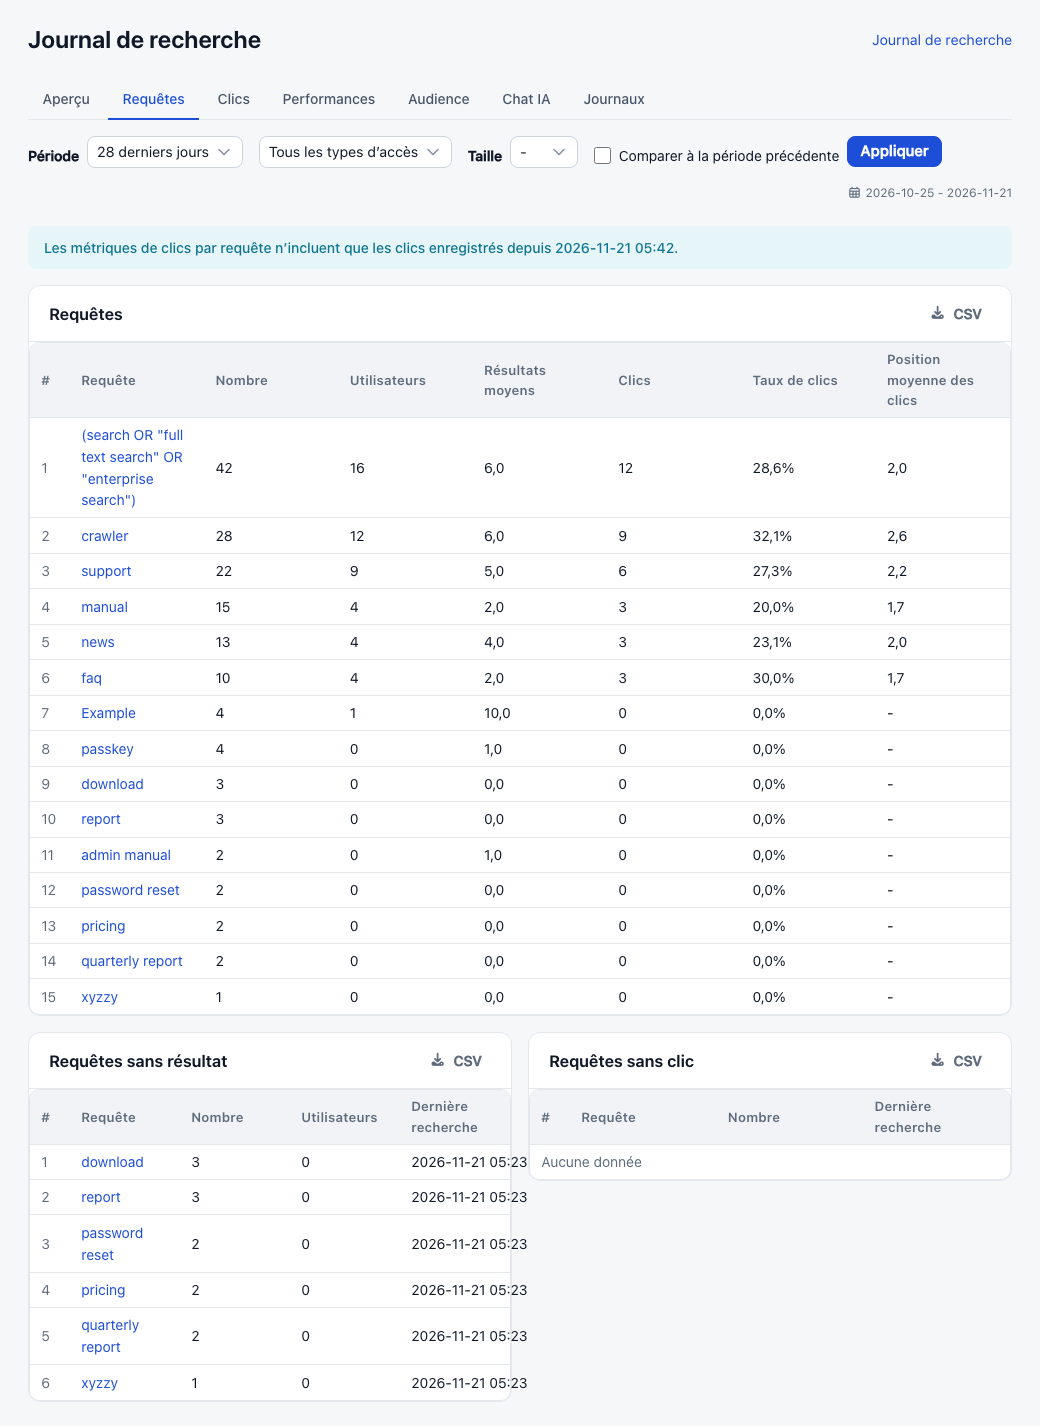 Journal de recherche
Journal de recherche
Aperçu Requêtes Clics Performances Audience Chat IA Journaux
Période 28 derniers jours Tous les types d’accès Taille - Comparer à la période précédente Appliquer
2026-10-25 - 2026-11-21
Les métriques de clics par requête n’incluent que les clics enregistrés depuis 2026-11-21 05:42.
Requêtes CSV
# Requête Nombre Utilisateurs Résultats moyens Clics Taux de clics Position moyenne des clics
1 (search OR "full text search" OR "enterprise search") 42 16 6,0 12 28,6% 2,0
2 crawler 28 12 6,0 9 32,1% 2,6
3 support 22 9 5,0 6 27,3% 2,2
4 manual 15 4 2,0 3 20,0% 1,7
5 news 13 4 4,0 3 23,1% 2,0
6 faq 10 4 2,0 3 30,0% 1,7
7 Example 4 1 10,0 0 0,0% -
8 passkey 4 0 1,0 0 0,0% -
9 download 3 0 0,0 0 0,0% -
10 report 3 0 0,0 0 0,0% -
11 admin manual 2 0 1,0 0 0,0% -
12 password reset 2 0 0,0 0 0,0% -
13 pricing 2 0 0,0 0 0,0% -
14 quarterly report 2 0 0,0 0 0,0% -
15 xyzzy 1 0 0,0 0 0,0% -
Requêtes sans résultat CSV
# Requête Nombre Utilisateurs Dernière recherche
1 download 3 0 2026-11-21 05:23
2 report 3 0 2026-11-21 05:23
3 password reset 2 0 2026-11-21 05:23
4 pricing 2 0 2026-11-21 05:23
5 quarterly report 2 0 2026-11-21 05:23
6 xyzzy 1 0 2026-11-21 05:23
Requêtes sans clic CSV
# Requête Nombre Dernière recherche
Aucune donnée